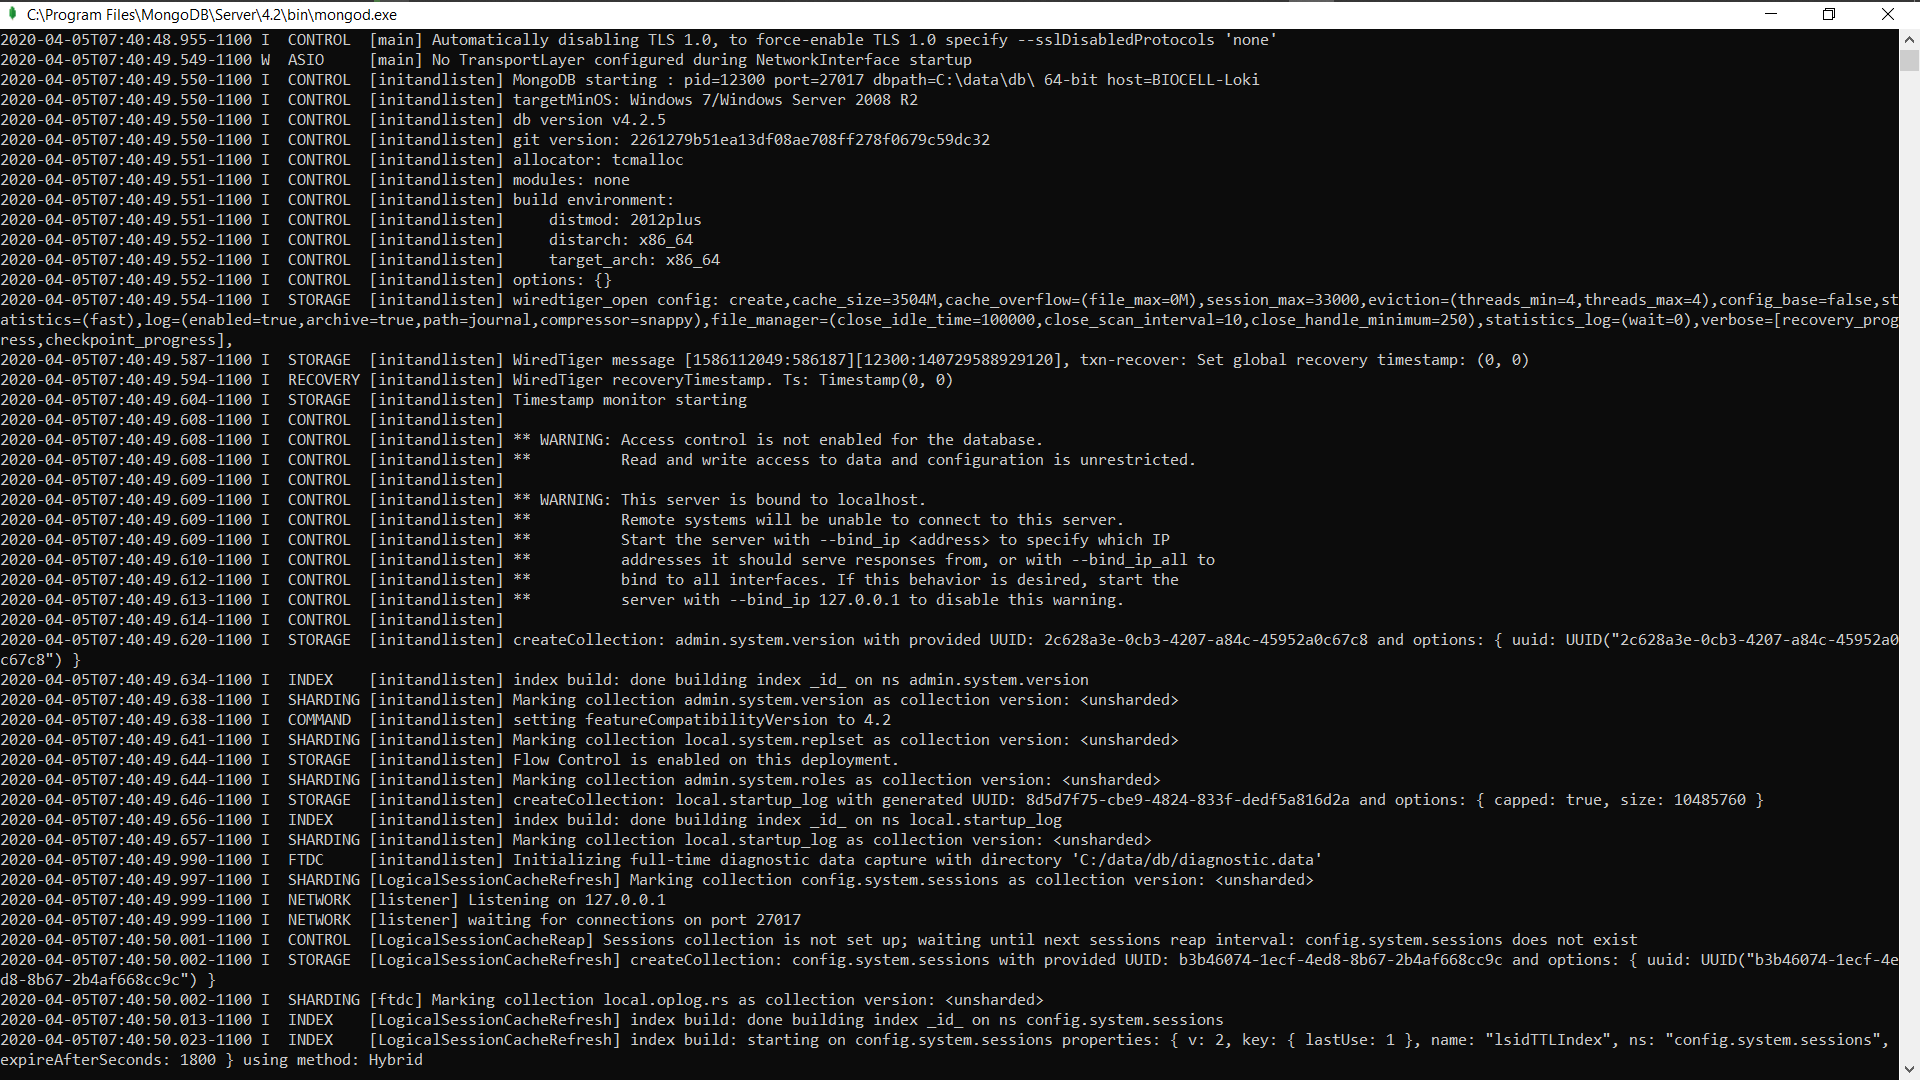 C:\Program Files\MongoDB\Server\4.2\bin\mongod.exe
2020-04-05T07:40:48.955-1100 I  CONTROL  [main] Automatically disabling TLS 1.0, to force-enable TLS 1.0 specify --sslDisabledProtocols 'none'
2020-04-05T07:40:49.549-1100 W  ASIO     [main] No TransportLayer configured during NetworkInterface startup
2020-04-05T07:40:49.550-1100 I  CONTROL  [initandlisten] MongoDB starting : pid=12300 port=27017 dbpath=C:\data\db\ 64-bit host=BIOCELL-Loki
2020-04-05T07:40:49.550-1100 I  CONTROL  [initandlisten] targetMinOS: Windows 7/Windows Server 2008 R2
2020-04-05T07:40:49.550-1100 I  CONTROL  [initandlisten] db version v4.2.5
2020-04-05T07:40:49.550-1100 I  CONTROL  [initandlisten] git version: 2261279b51ea13df08ae708ff278f0679c59dc32
2020-04-05T07:40:49.551-1100 I  CONTROL  [initandlisten] allocator: tcmalloc
2020-04-05T07:40:49.551-1100 I  CONTROL  [initandlisten] modules: none
2020-04-05T07:40:49.551-1100 I  CONTROL  [initandlisten] build environment:
2020-04-05T07:40:49.551-1100 I  CONTROL  [initandlisten]     distmod: 2012plus
2020-04-05T07:40:49.552-1100 I  CONTROL  [initandlisten]     distarch: x86_64
2020-04-05T07:40:49.552-1100 I  CONTROL  [initandlisten]     target_arch: x86_64
2020-04-05T07:40:49.552-1100 I  CONTROL  [initandlisten] options: {}
2020-04-05T07:40:49.554-1100 I  STORAGE  [initandlisten] wiredtiger_open config: create,cache_size=3504M,cache_overflow=(file_max=0M),session_max=33000,eviction=(threads_min=4,threads_max=4),config_base=false,st
atistics=(fast),log=(enabled=true,archive=true,path=journal,compressor=snappy),file_manager=(close_idle_time=100000,close_scan_interval=10,close_handle_minimum=250),statistics_log=(wait=0),verbose=[recovery_prog
ress,checkpoint_progress],
2020-04-05T07:40:49.587-1100 I  STORAGE  [initandlisten] WiredTiger message [1586112049:586187][12300:140729588929120], txn-recover: Set global recovery timestamp: (0, 0)
2020-04-05T07:40:49.594-1100 I  RECOVERY [initandlisten] WiredTiger recoveryTimestamp. Ts: Timestamp(0, 0)
2020-04-05T07:40:49.604-1100 I  STORAGE  [initandlisten] Timestamp monitor starting
2020-04-05T07:40:49.608-1100 I  CONTROL  [initandlisten]
2020-04-05T07:40:49.608-1100 I  CONTROL  [initandlisten] ** WARNING: Access control is not enabled for the database.
2020-04-05T07:40:49.608-1100 I  CONTROL  [initandlisten] **          Read and write access to data and configuration is unrestricted.
2020-04-05T07:40:49.609-1100 I  CONTROL  [initandlisten]
2020-04-05T07:40:49.609-1100 I  CONTROL  [initandlisten] ** WARNING: This server is bound to localhost.
2020-04-05T07:40:49.609-1100 I  CONTROL  [initandlisten] **          Remote systems will be unable to connect to this server.
2020-04-05T07:40:49.609-1100 I  CONTROL  [initandlisten] **          Start the server with --bind_ip <address> to specify which IP
2020-04-05T07:40:49.610-1100 I  CONTROL  [initandlisten] **          addresses it should serve responses from, or with --bind_ip_all to
2020-04-05T07:40:49.612-1100 I  CONTROL  [initandlisten] **          bind to all interfaces. If this behavior is desired, start the
2020-04-05T07:40:49.613-1100 I  CONTROL  [initandlisten] **          server with --bind_ip 127.0.0.1 to disable this warning.
2020-04-05T07:40:49.614-1100 I  CONTROL  [initandlisten]
2020-04-05T07:40:49.620-1100 I  STORAGE  [initandlisten] createCollection: admin.system.version with provided UUID: 2c628a3e-0cb3-4207-a84c-45952a0c67c8 and options: { uuid: UUID("2c628a3e-0cb3-4207-a84c-45952a0
c67c8") }
2020-04-05T07:40:49.634-1100 I  INDEX    [initandlisten] index build: done building index _id_ on ns admin.system.version
2020-04-05T07:40:49.638-1100 I  SHARDING [initandlisten] Marking collection admin.system.version as collection version: <unsharded>
2020-04-05T07:40:49.638-1100 I  COMMAND  [initandlisten] setting featureCompatibilityVersion to 4.2
2020-04-05T07:40:49.641-1100 I  SHARDING [initandlisten] Marking collection local.system.replset as collection version: <unsharded>
2020-04-05T07:40:49.644-1100 I  STORAGE  [initandlisten] Flow Control is enabled on this deployment.
2020-04-05T07:40:49.644-1100 I  SHARDING [initandlisten] Marking collection admin.system.roles as collection version: <unsharded>
2020-04-05T07:40:49.646-1100 I  STORAGE  [initandlisten] createCollection: local.startup_log with generated UUID: 8d5d7f75-cbe9-4824-833f-dedf5a816d2a and options: { capped: true, size: 10485760 }
2020-04-05T07:40:49.656-1100 I  INDEX    [initandlisten] index build: done building index _id_ on ns local.startup_log
2020-04-05T07:40:49.657-1100 I  SHARDING [initandlisten] Marking collection local.startup_log as collection version: <unsharded>
2020-04-05T07:40:49.990-1100 I  FTDC     [initandlisten] Initializing full-time diagnostic data capture with directory 'C:/data/db/diagnostic.data'
2020-04-05T07:40:49.997-1100 I  SHARDING [LogicalSessionCacheRefresh] Marking collection config.system.sessions as collection version: <unsharded>
2020-04-05T07:40:49.999-1100 I  NETWORK  [listener] Listening on 127.0.0.1
2020-04-05T07:40:49.999-1100 I  NETWORK  [listener] waiting for connections on port 27017
2020-04-05T07:40:50.001-1100 I  CONTROL  [LogicalSessionCacheReap] Sessions collection is not set up; waiting until next sessions reap interval: config.system.sessions does not exist
2020-04-05T07:40:50.002-1100 I  STORAGE  [LogicalSessionCacheRefresh] createCollection: config.system.sessions with provided UUID: b3b46074-1ecf-4ed8-8b67-2b4af668cc9c and options: { uuid: UUID("b3b46074-1ecf-4e
d8-8b67-2b4af668cc9c") }
2020-04-05T07:40:50.002-1100 I  SHARDING [ftdc] Marking collection local.oplog.rs as collection version: <unsharded>
2020-04-05T07:40:50.013-1100 I  INDEX    [LogicalSessionCacheRefresh] index build: done building index _id_ on ns config.system.sessions
2020-04-05T07:40:50.023-1100 I  INDEX    [LogicalSessionCacheRefresh] index build: starting on config.system.sessions properties: { v: 2, key: { lastUse: 1 }, name: "lsidTTLIndex", ns: "config.system.sessions",
expireAfterSeconds: 1800 } using method: Hybrid